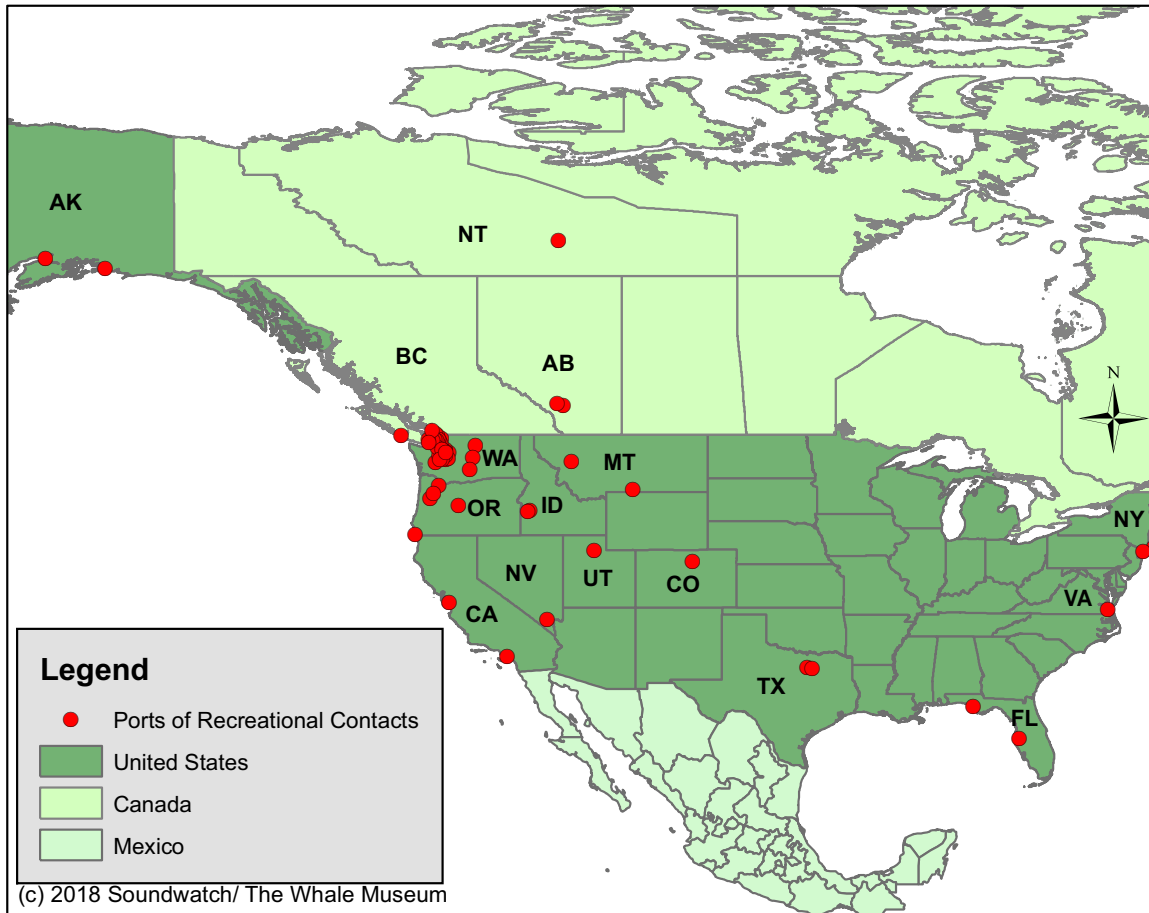 AK
NT
BC
AB
N
WA
MT
OR
ID
NY
NV
UT
CO
VA
CA
TX
FL
Legend
Ports of Recreational Contacts
United States
Canada
Mexico
(c) 2018 Soundwatch/ The Whale Museum